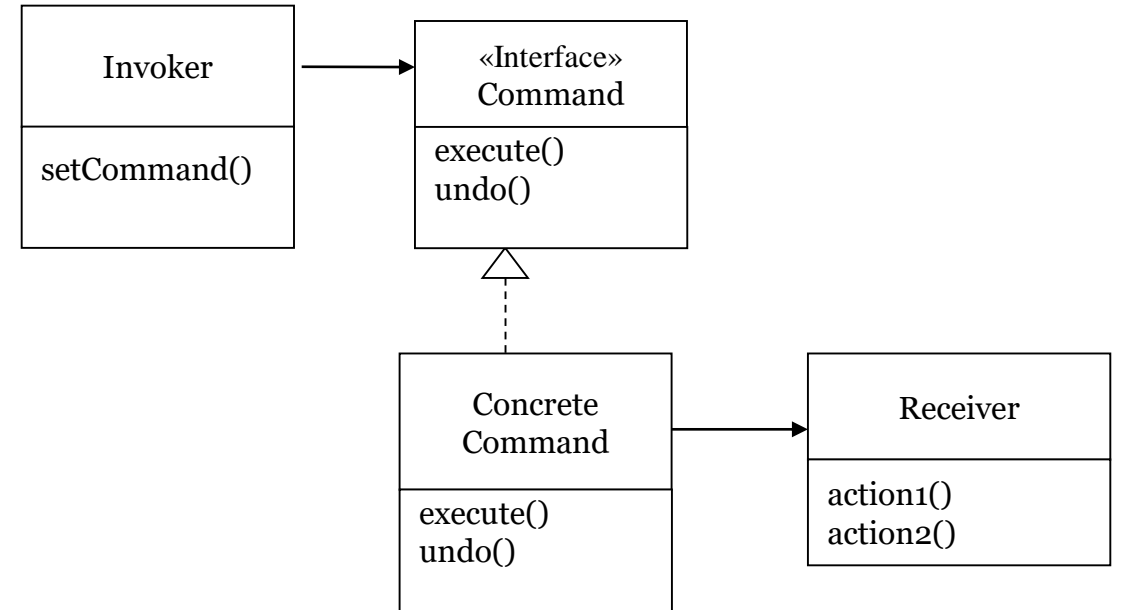 Invoker
setCommand()
«Interface»
Command
execute()
undo()
Concrete
Command
execute()
undo()
Receiver
action1()
action2()